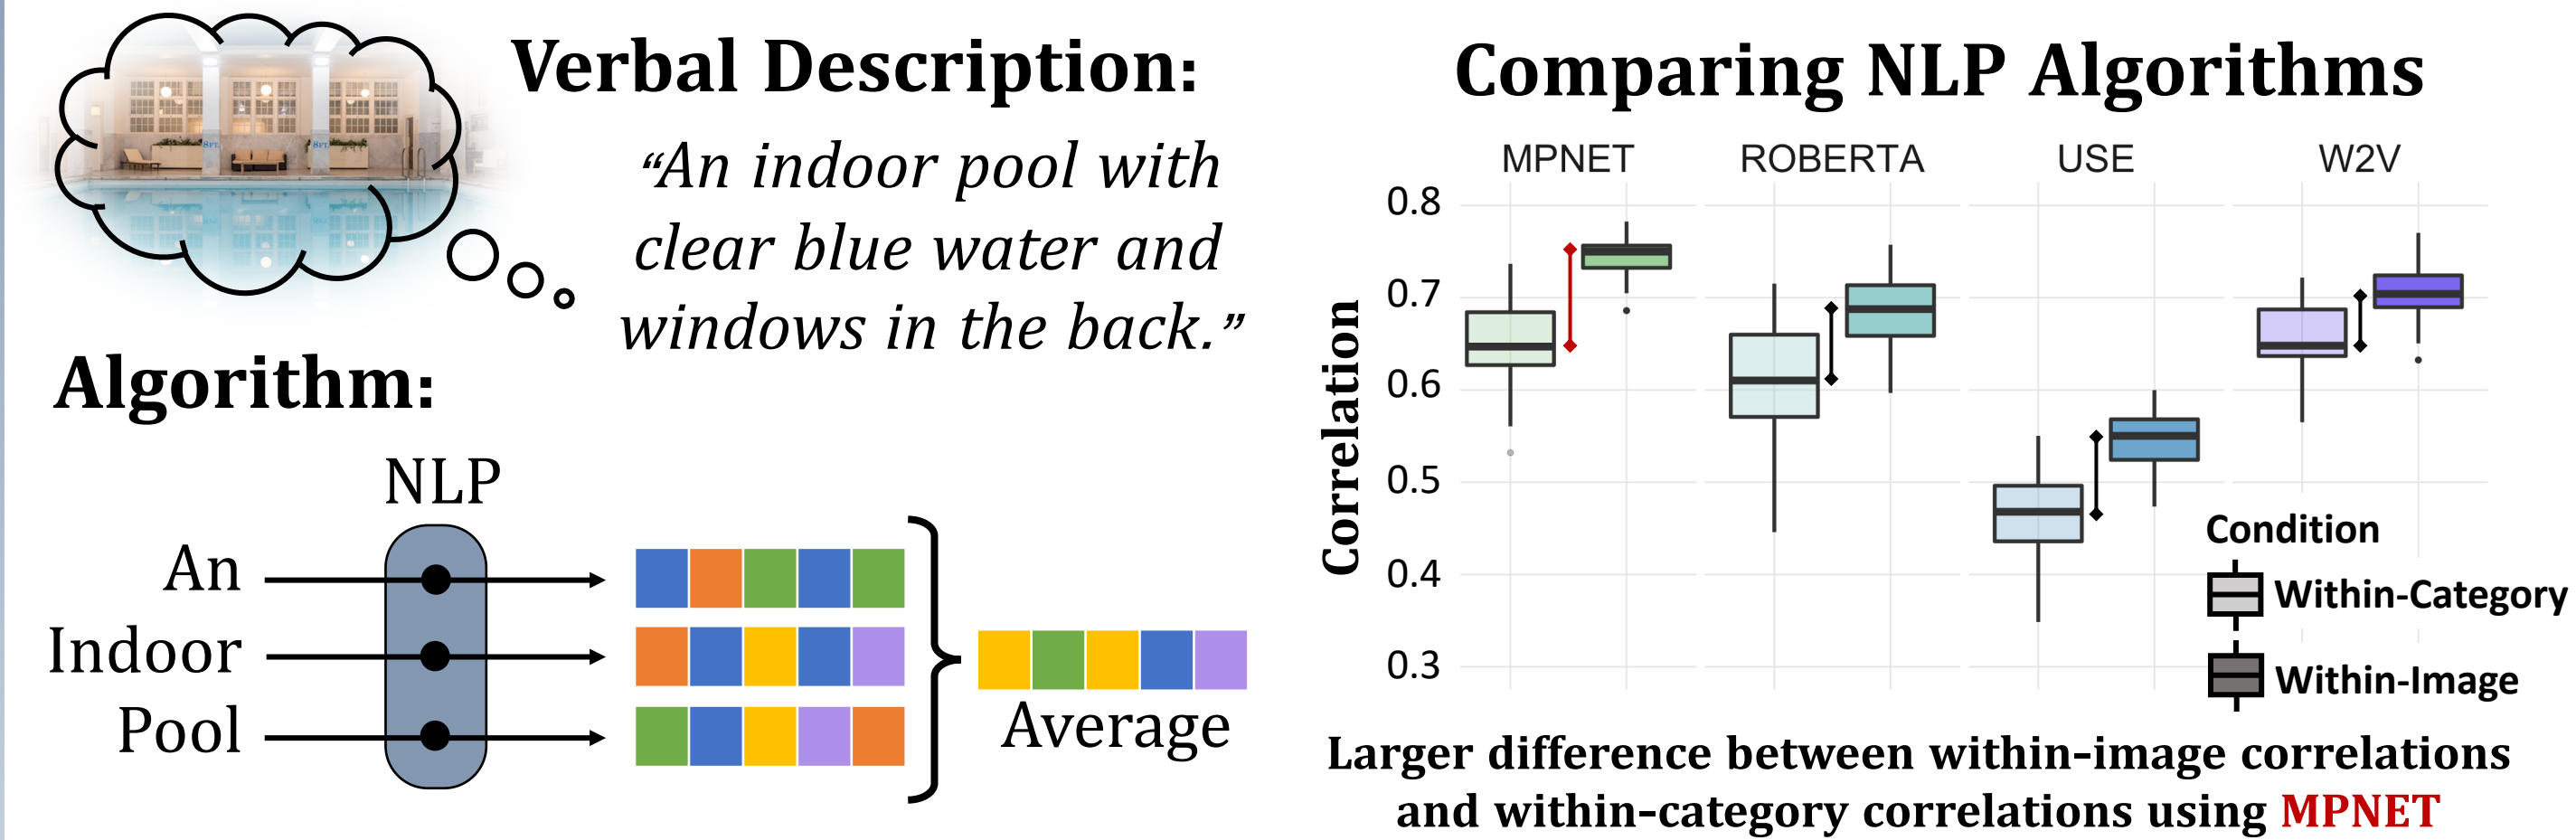 Verbal Description:
“An indoor pool with
clear blue water and
windows in the back.”
8FT.
8FT.
Algorithm:
NLP
An
Indoor
Pool
Average
Comparing NLP Algorithms
MPNET ROBERTA USE W2V
Correlation
0.8
0.7
0.6
0.5
0.4
0.3
Condition
Within-Category
Within-Image
Larger difference between within-image correlations
and within-category correlations using MPNET